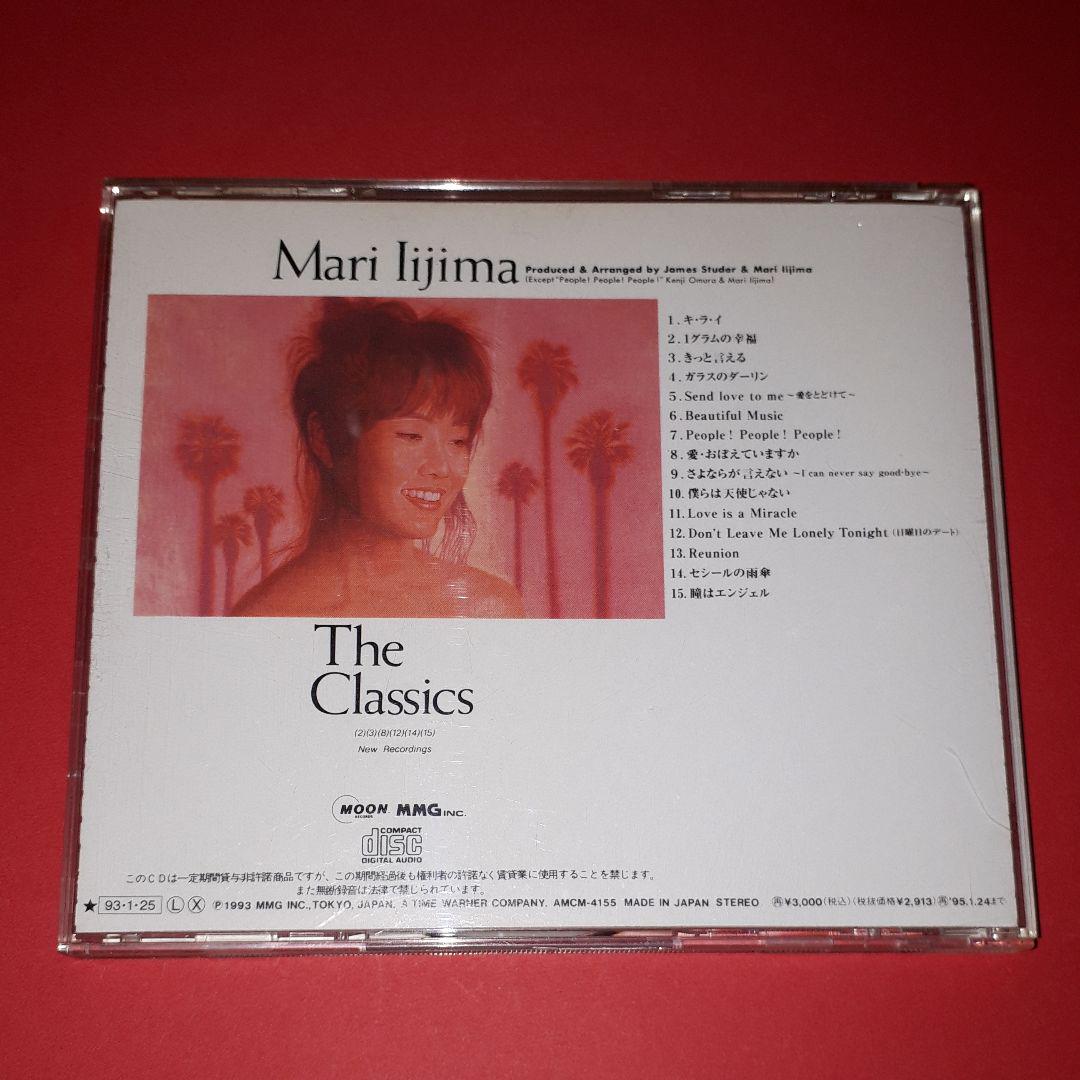 Mari Iijima
Produced & Arranged by James Studer & Mari Iijima
(Except "People! People! People!" Kenji Omura & Mari Iijima)
1.キ・ラ・イ
2.1グラムの幸福
3.きっと言える
4.ガラスのダーリン
5.Send love to me ～愛をとどけて～
6.Beautiful Music
7.People! People! People!
8.愛・おぼえていますか
9.さよならが言えない ～I can never say good-bye～
10.僕らは天使じゃない
11.Love is a Miracle
12.Don't Leave Me Lonely Tonight (日曜日のデート)
13.Reunion
14.セシールの雨傘
15.瞳はエンジェル
The
Classics
(2)(3)(8)(12)(14)(15)
New Recordings
MOON RECORDS MMG INC.
COMPACT
disc
DIGITAL AUDIO
このCDは一定期間貸与非許諾商品ですが、この期間経過後も権利者の許諾なく賃貸業に使用することを禁じます。
また無断録音は法律で禁じられています。
★ 93・1・25 Ⓛ Ⓧ ℗1993 MMG INC., TOKYO, JAPAN. A TIME WARNER COMPANY. AMCM-4155 MADE IN JAPAN STEREO ㊢¥3,000(税込)(税抜価格¥2,913)㊢'95.1.24まで